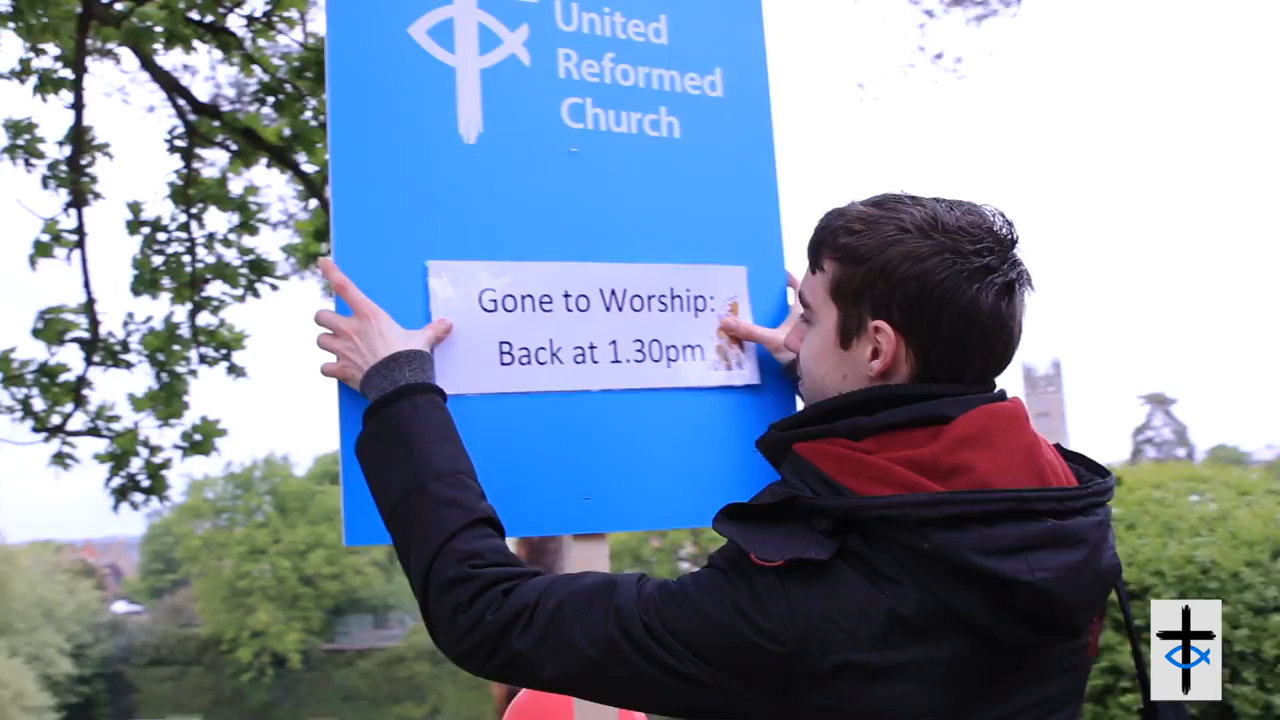 United
Reformed
Church
Gone to Worship:
Back at 1.30pm